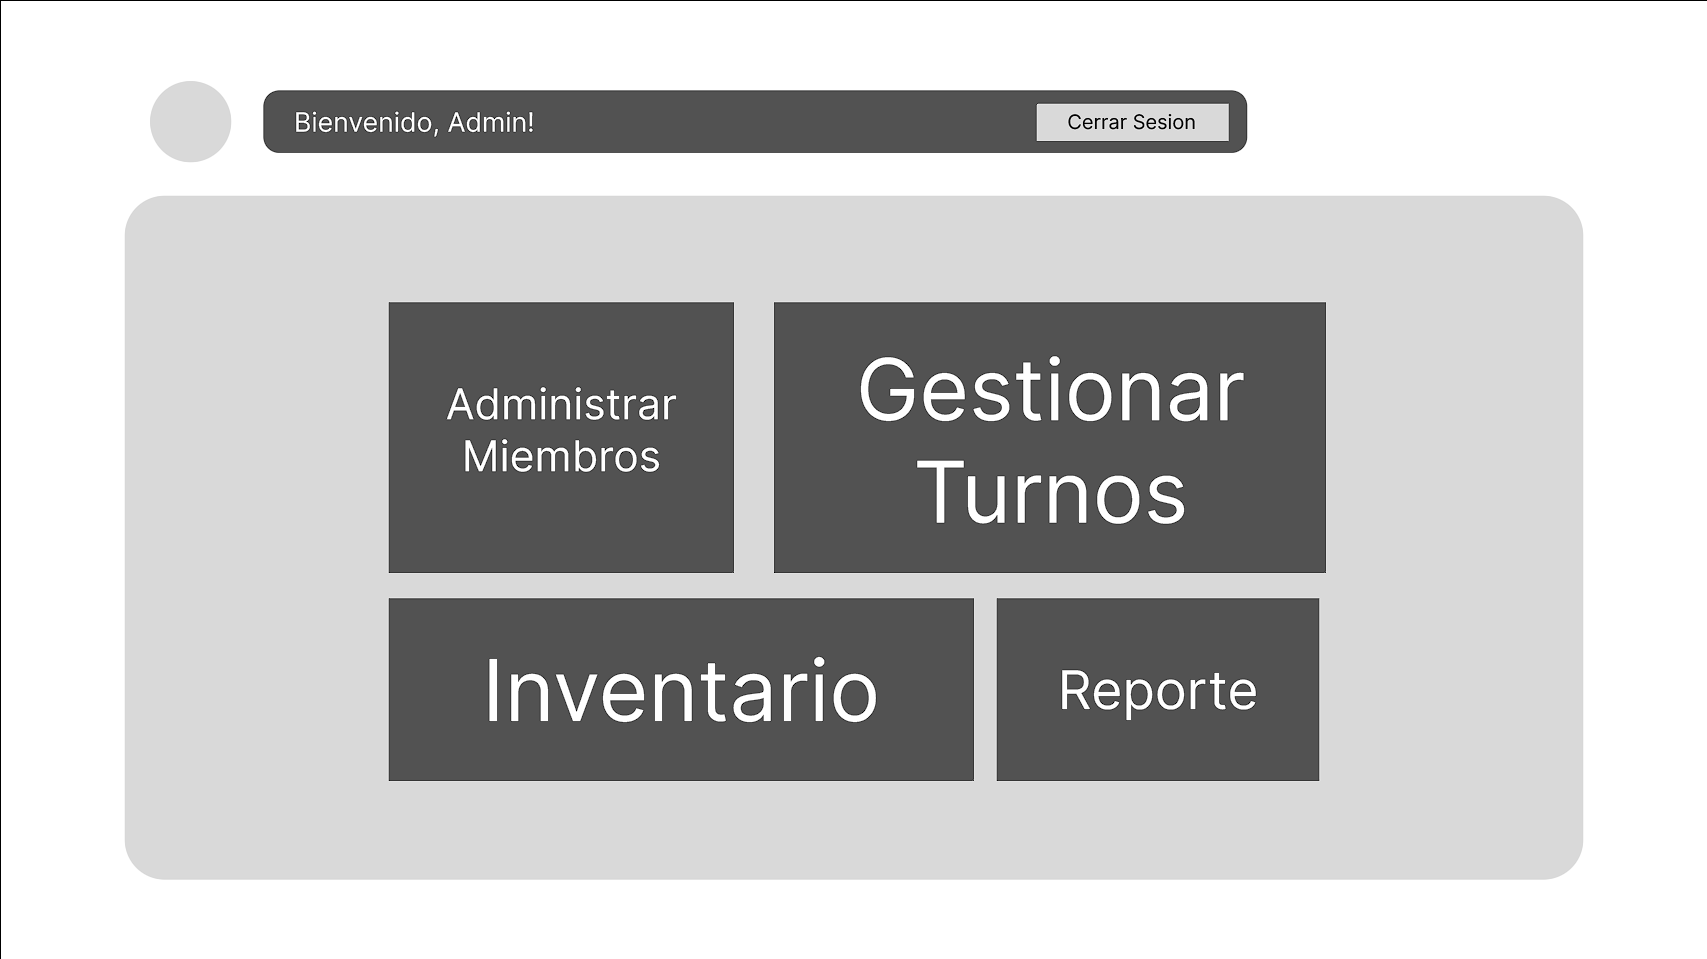 Bienvenido, Admin!
Cerrar Sesion
Administrar
Miembros
Gestionar
Turnos
Inventario
Reporte